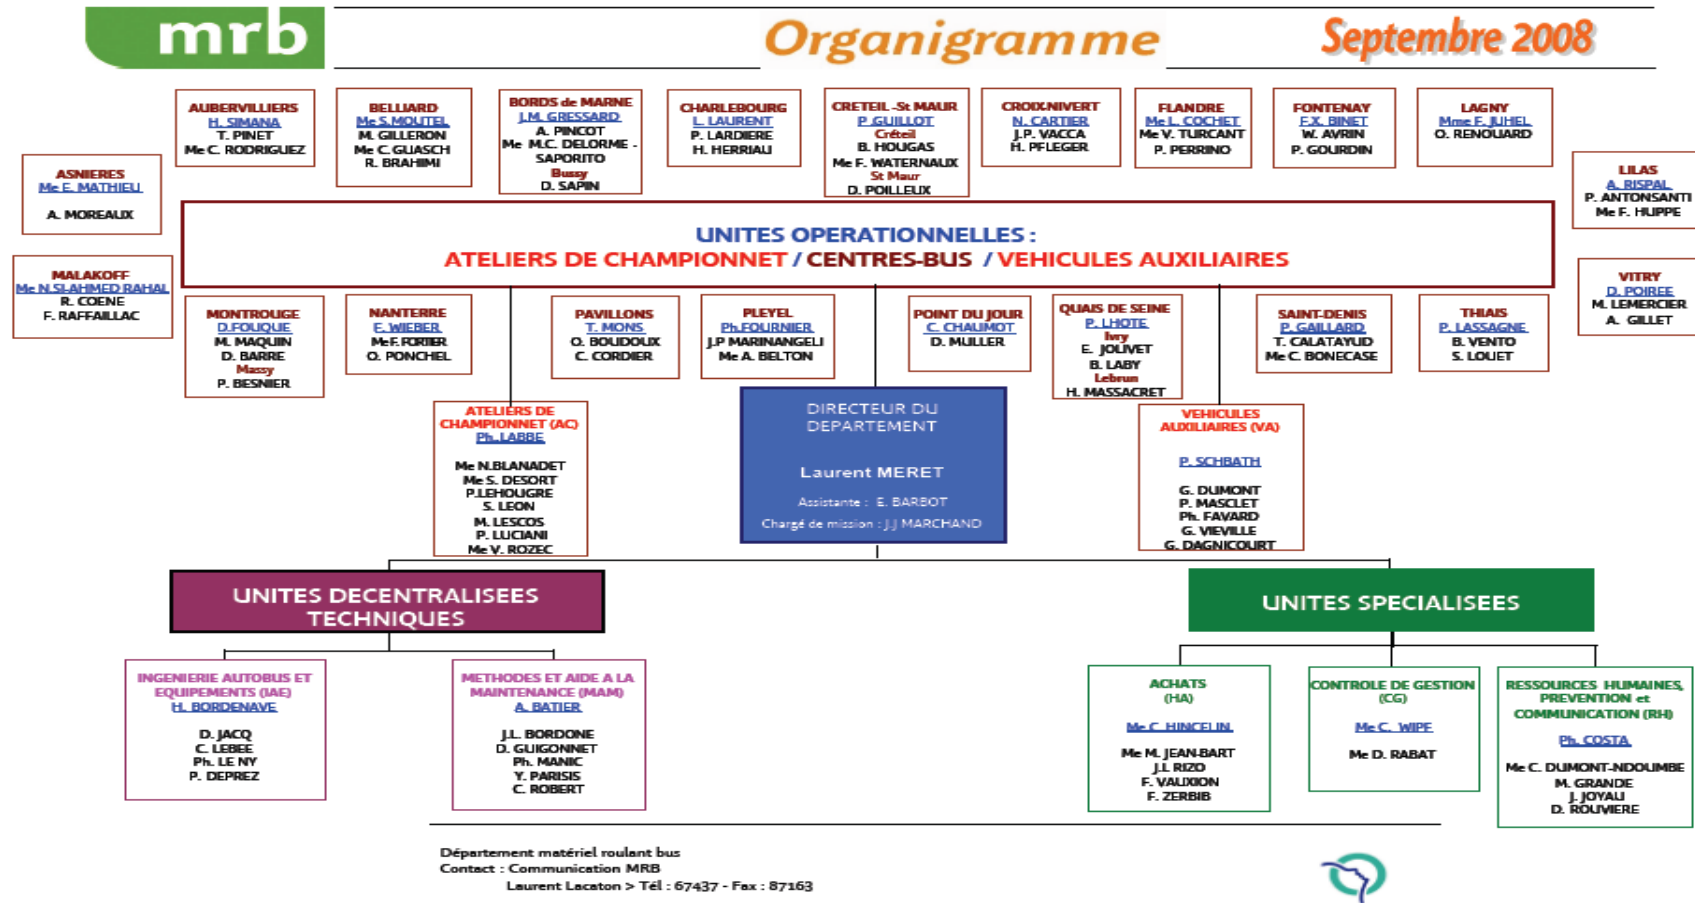 mrb
Organigramme
Septembre 2008
AUBERVILLIERS
H. SIMANA
T. PINET
Me C. RODRIGUEZ
BELLIARD
Me S.MOUTEL
M. GILLERON
Me C. GUASCH
R. BRAHIMI
BORDS de MARNE
J.M. GRESSARD
A. PINCOT
Me M.C. DELORME -
SAPORITO
Bussy
D. SAPIN
CHARLEBOURG
L. LAURENT
P. LARDIERE
H. HERRIAU
CRETEIL -St MAUR
P. GUILLOT
Créteil
B. HOUGAS
Me F. WATERNAUX
St Maur
D. POILLEUX
CROIX-NIVERT
N. CARTIER
J.P. VACCA
H. PFLEGER
FLANDRE
Me L. COCHET
Me V. TURCANT
P. PERRINO
FONTENAY
F.X. BINET
W. AVRIN
P. GOURDIN
LAGNY
Mme F. JUHEL
O. RENOUARD
ASNIERES
Me E. MATHIEU
A. MOREAUX
LILAS
A. RISPAL
P. ANTONSANTI
Me F. HUPPE
UNITES OPERATIONNELLES :
ATELIERS DE CHAMPIONNET / CENTRES-BUS / VEHICULES AUXILIAIRES
MALAKOFF
Me N.SI-AHMED RAHAL
R. COENE
F. RAFFAILLAC
VITRY
D. POIREE
M. LEMERCIER
A. GILLET
MONTROUGE
D.FOUQUE
M. MAQUIN
D. BARRE
Massy
P. BESNIER
NANTERRE
F. WIEBER
Me F. FORTIER
O. PONCHEL
PAVILLONS
T. MONS
O. BOUDOUX
C. CORDIER
PLEYEL
Ph.FOURNIER
J.P MARINANGELI
Me A. BELTON
POINT DU JOUR
C. CHAUMOT
D. MULLER
QUAIS DE SEINE
P. LHOTE
Ivry
E. JOLIVET
B. LABY
Lebrun
H. MASSACRET
SAINT-DENIS
P. GAILLARD
T. CALATAYUD
Me C. BONECASE
THIAIS
P. LASSAGNE
B. VENTO
S. LOUET
ATELIERS DE
CHAMPIONNET (AC)
Ph. LABBE
Me N.BLANADET
Me S. DESORT
P.LEHOUGRE
S. LEON
M. LESCOS
P. LUCIANI
Me V. ROZEC
DIRECTEUR DU
DEPARTEMENT
Laurent MERET
Assistante : E. BARBOT
Chargé de mission : J.J MARCHAND
VEHICULES
AUXILIAIRES (VA)
P. SCHBATH
G. DUMONT
P. MASCLET
Ph. FAVARD
G. VIEVILLE
G. DAGNICOURT
UNITES DECENTRALISEES
TECHNIQUES
UNITES SPECIALISEES
INGENIERIE AUTOBUS ET
EQUIPEMENTS (IAE)
H. BORDENAVE
D. JACQ
C. LEBEE
Ph. LE NY
P. DEPREZ
METHODES ET AIDE A LA
MAINTENANCE (MAM)
A. BATIER
J.L. BORDONE
D. GUIGONNET
Ph. MANIC
Y. PARISIS
C. ROBERT
ACHATS
(HA)
Me C. HINCELIN
Me M. JEAN-BART
J.L RIZO
F. VAUXION
F. ZERBIB
CONTROLE DE GESTION
(CG)
Me C. WIPF
Me D. RABAT
RESSOURCES HUMAINES,
PREVENTION et
COMMUNICATION (RH)
Ph. COSTA
Me C. DUMONT-NDOUMBE
M. GRANDE
J. JOYAU
D. ROUVIERE
Département matériel roulant bus
Contact : Communication MRB
Laurent Lacaton > Tél : 67437 - Fax : 87163